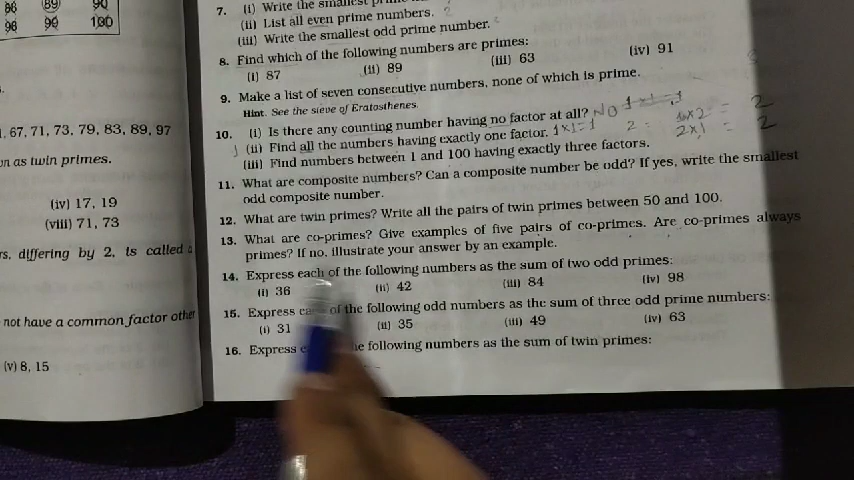 86 89 90
98 99 100
, 67, 71, 73, 79, 83, 89, 97
n as twin primes.
(iv) 17, 19
(viii) 71, 73
rs, differing by 2, is called a
not have a common factor other
(v) 8, 15
7. (i) Write the smallest
(ii) List all even prime numbers. 2
(iii) Write the smallest odd prime number.
8. Find which of the following numbers are primes:
(i) 87 (ii) 89 (iii) 63 (iv) 91
9. Make a list of seven consecutive numbers, none of which is prime.
Hint. See the sieve of Eratosthenes.
10. (i) Is there any counting number having no factor at all? NO
(ii) Find all the numbers having exactly one factor. 1x1=1 2 = 1x2 = 2
2x1 = 2
(iii) Find numbers between 1 and 100 having exactly three factors.
11. What are composite numbers? Can a composite number be odd? If yes, write the smallest
odd composite number.
12. What are twin primes? Write all the pairs of twin primes between 50 and 100.
13. What are co-primes? Give examples of five pairs of co-primes. Are co-primes always
primes? If no, illustrate your answer by an example.
14. Express each of the following numbers as the sum of two odd primes:
(i) 36 (ii) 42 (iii) 84 (iv) 98
15. Express of the following odd numbers as the sum of three odd prime numbers:
(i) 31 (ii) 35 (iii) 49 (iv) 63
16. Express following numbers as the sum of twin primes: